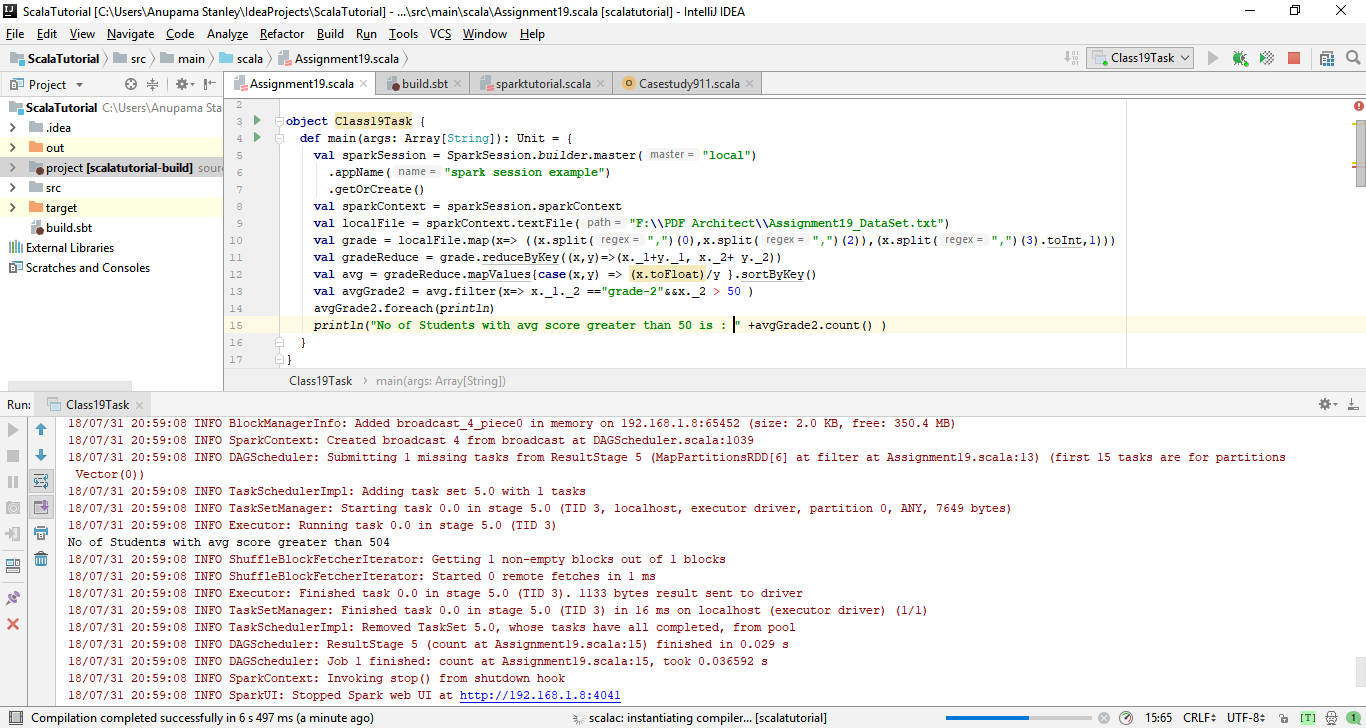 ScalaTutorial [C:\Users\Anupama Stanley\IdeaProjects\ScalaTutorial] - ...\src\main\scala\Assignment19.scala [scalatutorial] - IntelliJ IDEA
File Edit View Navigate Code Analyze Refactor Build Run Tools VCS Window Help
ScalaTutorial src main scala Assignment19.scala Class19Task
Project Assignment19.scala build.sbt sparktutorial.scala Casestudy911.scala
ScalaTutorial C:\Users\Anupama Sta
.idea
out
project [scalatutorial-build] sourc
src
target
build.sbt
External Libraries
Scratches and Consoles
2
3 object Class19Task {
4 def main(args: Array[String]): Unit = {
5 val sparkSession = SparkSession.builder.master( master = "local")
6 .appName( name = "spark session example")
7 .getOrCreate()
8 val sparkContext = sparkSession.sparkContext
9 val localFile = sparkContext.textFile( path = "F:\\PDF Architect\\Assignment19_DataSet.txt")
10 val grade = localFile.map(x=> ((x.split( regex = ",")(0),x.split( regex = ",")(2)),(x.split( regex = ",")(3).toInt,1)))
11 val gradeReduce = grade.reduceByKey((x,y)=>(x._1+y._1, x._2+ y._2))
12 val avg = gradeReduce.mapValues{case(x,y) => (x.toFloat)/y }.sortByKey()
13 val avgGrade2 = avg.filter(x=> x._1._2 =="grade-2"&&x._2 > 50 )
14 avgGrade2.foreach(println)
15 println("No of Students with avg score greater than 50 is : " +avgGrade2.count() )
16 }
17 }
Class19Task main(args: Array[String])
Run: Class19Task
18/07/31 20:59:08 INFO BlockManagerInfo: Added broadcast_4_piece0 in memory on 192.168.1.8:65452 (size: 2.0 KB, free: 350.4 MB)
18/07/31 20:59:08 INFO SparkContext: Created broadcast 4 from broadcast at DAGScheduler.scala:1039
18/07/31 20:59:08 INFO DAGScheduler: Submitting 1 missing tasks from ResultStage 5 (MapPartitionsRDD[6] at filter at Assignment19.scala:13) (first 15 tasks are for partitions
Vector(0))
18/07/31 20:59:08 INFO TaskSchedulerImpl: Adding task set 5.0 with 1 tasks
18/07/31 20:59:08 INFO TaskSetManager: Starting task 0.0 in stage 5.0 (TID 3, localhost, executor driver, partition 0, ANY, 7649 bytes)
18/07/31 20:59:08 INFO Executor: Running task 0.0 in stage 5.0 (TID 3)
No of Students with avg score greater than 504
18/07/31 20:59:08 INFO ShuffleBlockFetcherIterator: Getting 1 non-empty blocks out of 1 blocks
18/07/31 20:59:08 INFO ShuffleBlockFetcherIterator: Started 0 remote fetches in 1 ms
18/07/31 20:59:08 INFO Executor: Finished task 0.0 in stage 5.0 (TID 3). 1133 bytes result sent to driver
18/07/31 20:59:08 INFO TaskSetManager: Finished task 0.0 in stage 5.0 (TID 3) in 16 ms on localhost (executor driver) (1/1)
18/07/31 20:59:08 INFO TaskSchedulerImpl: Removed TaskSet 5.0, whose tasks have all completed, from pool
18/07/31 20:59:08 INFO DAGScheduler: ResultStage 5 (count at Assignment19.scala:15) finished in 0.029 s
18/07/31 20:59:08 INFO DAGScheduler: Job 1 finished: count at Assignment19.scala:15, took 0.036592 s
18/07/31 20:59:08 INFO SparkContext: Invoking stop() from shutdown hook
18/07/31 20:59:08 INFO SparkUI: Stopped Spark web UI at http://192.168.1.8:4041
Compilation completed successfully in 6 s 497 ms (a minute ago) scalac: instantiating compiler... [scalatutorial] 15:65 CRLF UTF-8 [T] 1